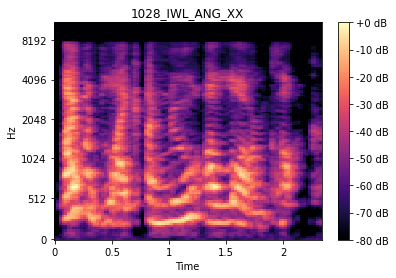 1028_IWL_ANG_XX
Hz
8192
4096
2048
1024
512
0
0
0.5
1
1.5
2
Time
+0 dB
-10 dB
-20 dB
-30 dB
-40 dB
-50 dB
-60 dB
-70 dB
-80 dB